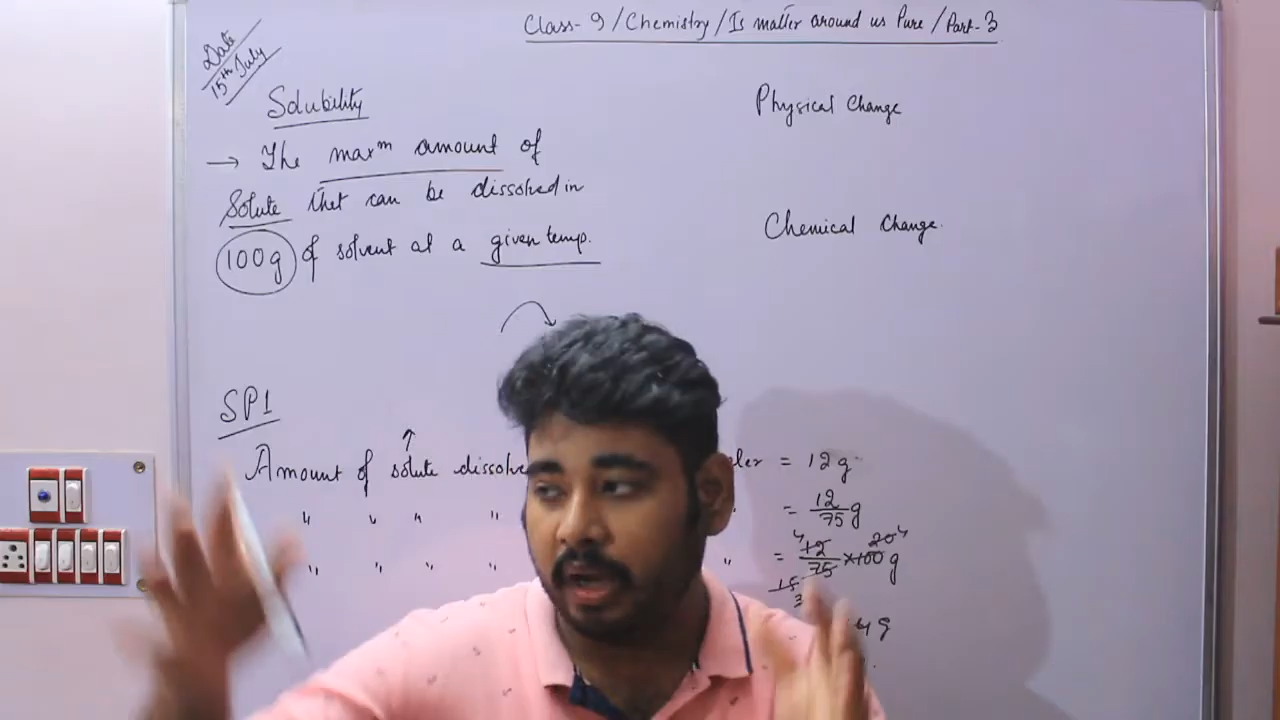 Class-9/Chemistry/Is matter around us Pure/Part-3
Date
15th July
Solubility
→ The maxm amount of
Solute that can be dissolved in
100g of solvent at a given temp.
Physical Change
Chemical Change.
SP1
Amount of solute dissolve = 12g
" " " " " = 12/75 g
" " " " " = 12/75 × 100 g
g